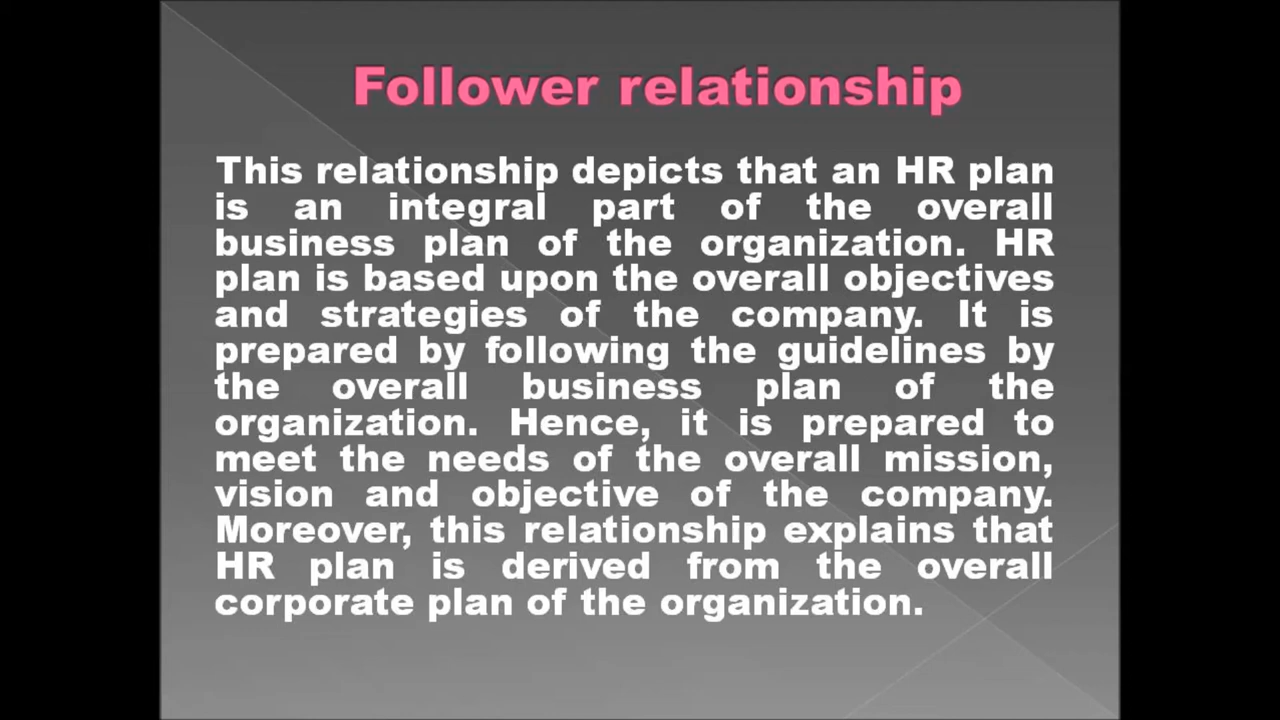 Follower relationship
This relationship depicts that an HR plan
is an integral part of the overall
business plan of the organization. HR
plan is based upon the overall objectives
and strategies of the company. It is
prepared by following the guidelines by
the overall business plan of the
organization. Hence, it is prepared to
meet the needs of the overall mission,
vision and objective of the company.
Moreover, this relationship explains that
HR plan is derived from the overall
corporate plan of the organization.